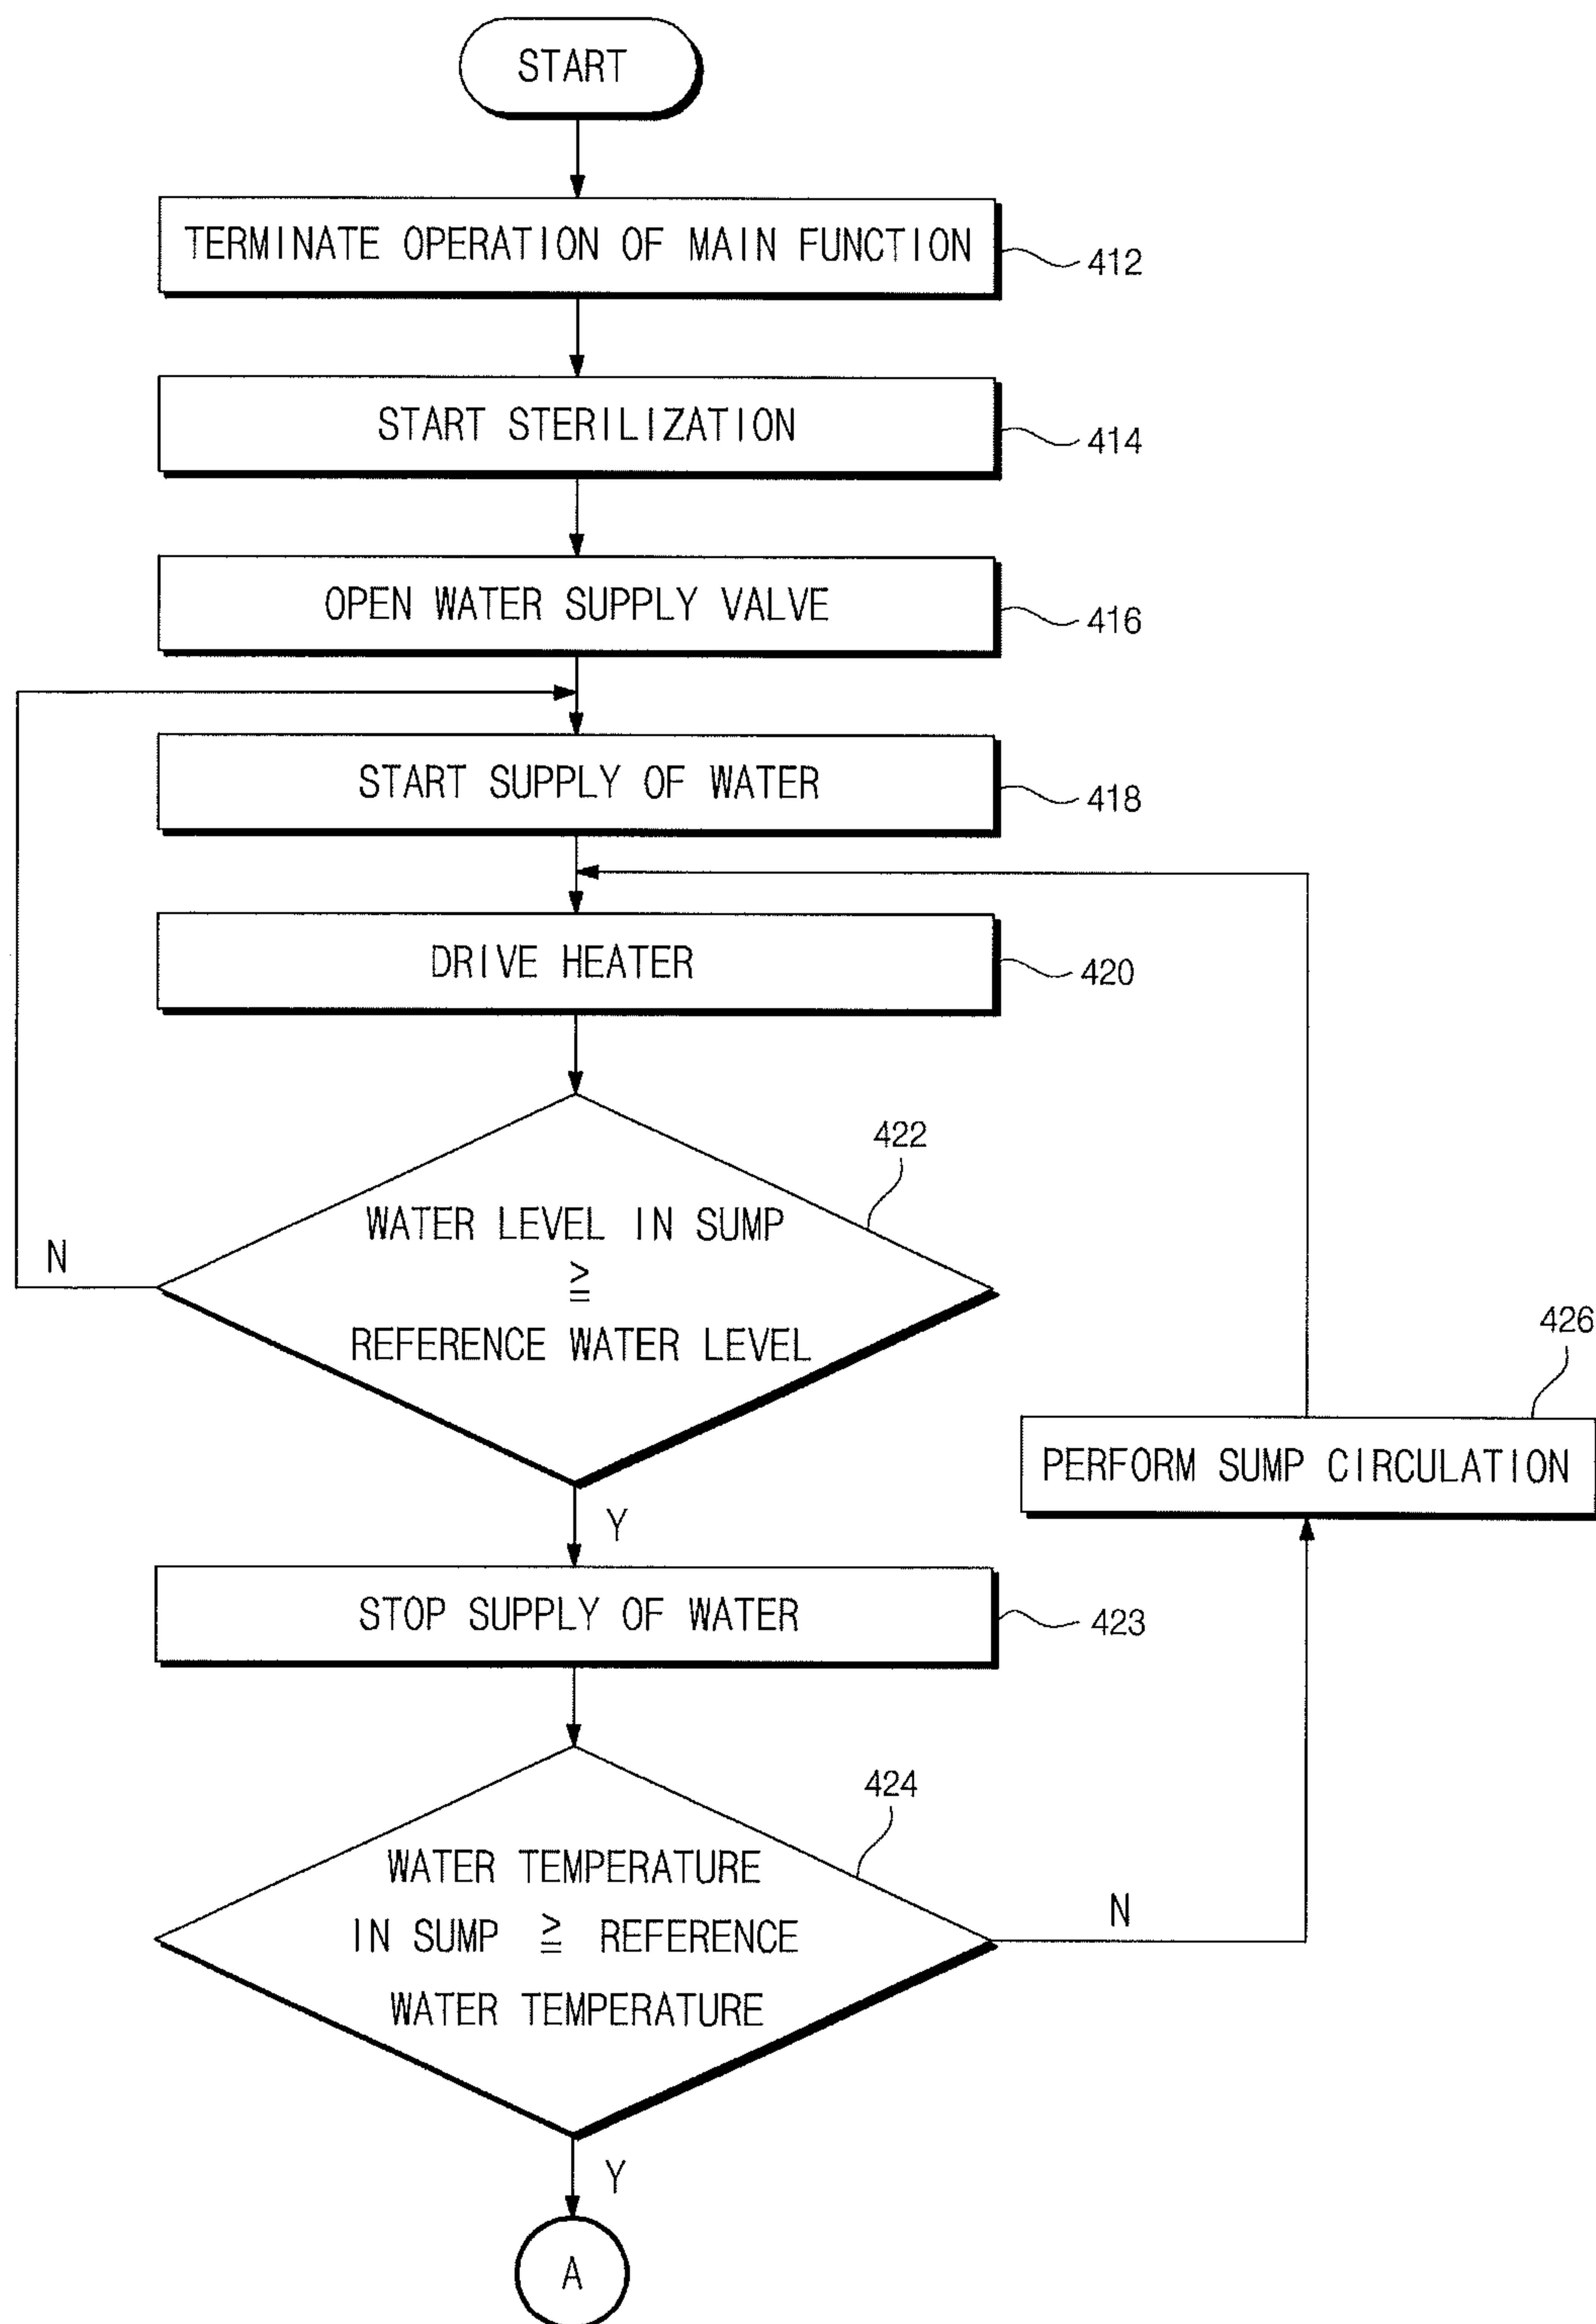 START
TERMINATE OPERATION OF MAIN FUNCTION
412
START STERILIZATION
414
OPEN WATER SUPPLY VALVE
416
START SUPPLY OF WATER
418
DRIVE HEATER
420
422
WATER LEVEL IN SUMP
≧
REFERENCE WATER LEVEL
N
426
PERFORM SUMP CIRCULATION
Y
STOP SUPPLY OF WATER
423
424
WATER TEMPERATURE
IN SUMP ≧ REFERENCE
WATER TEMPERATURE
N
Y
A